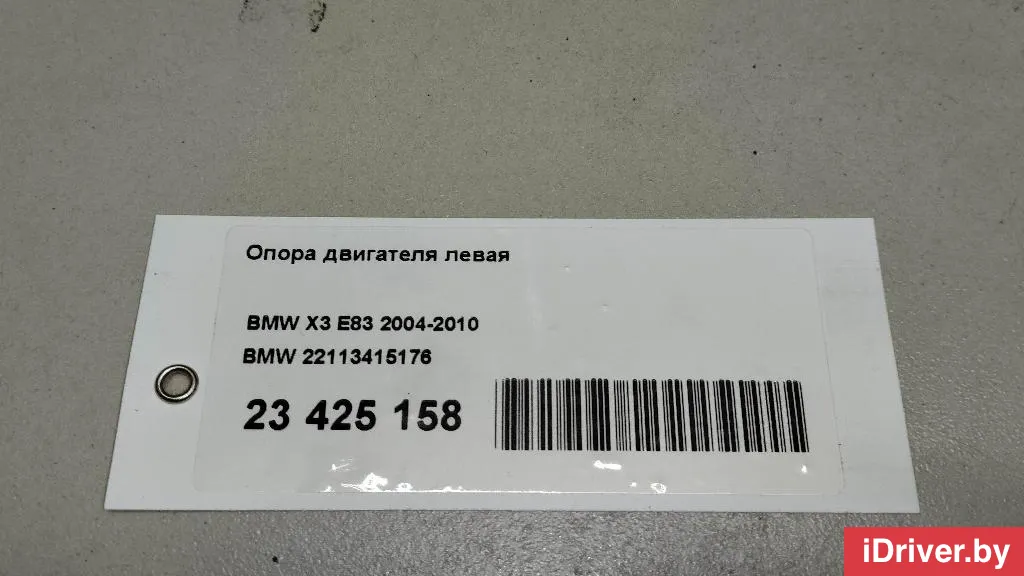 Опора двигателя левая
BMW X3 E83 2004-2010
BMW 22113415176
23 425 158
iDriver.by